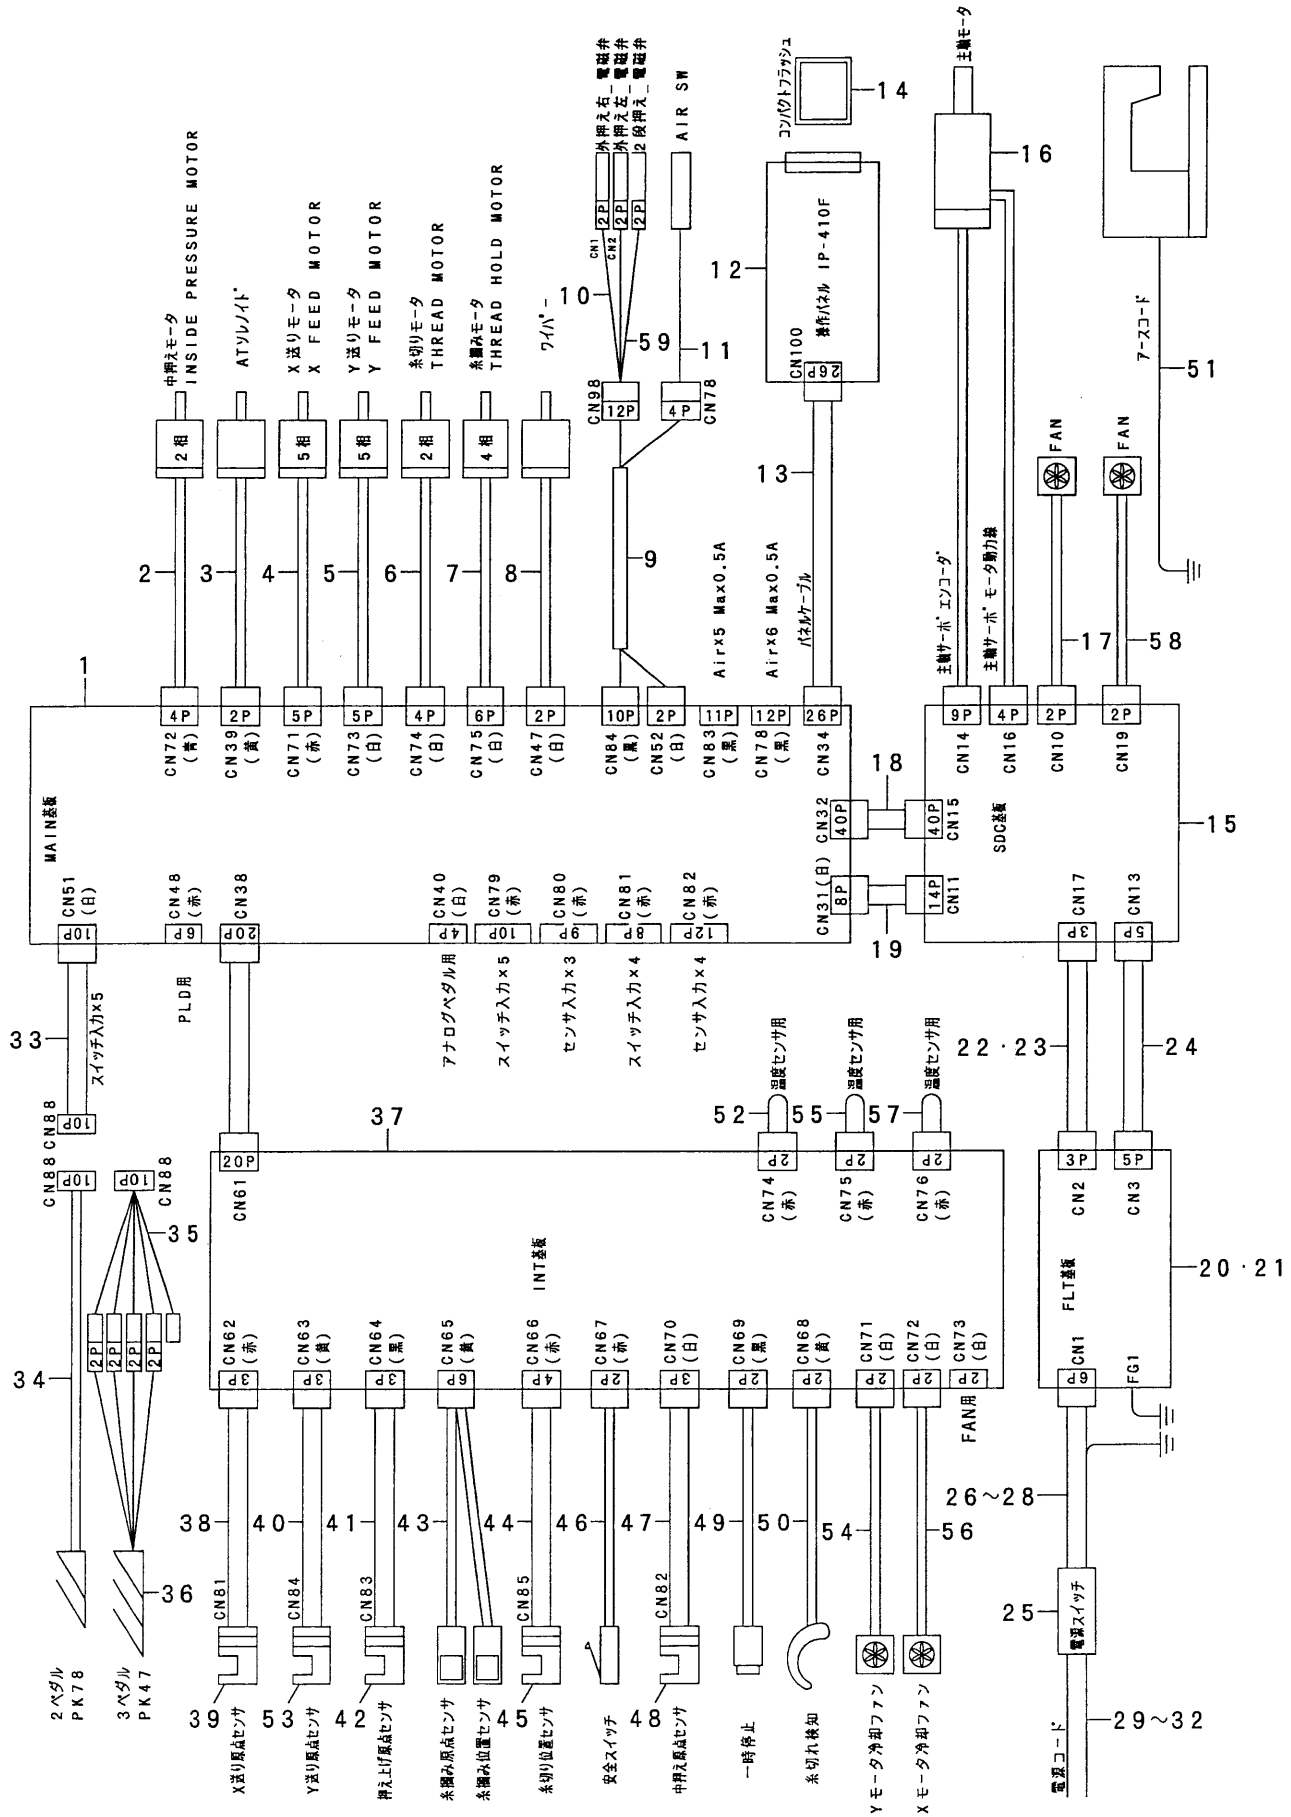 1
MAIN基板
CN72
(青)
4P
2
2相
中押えモータ
INSIDE PRESSURE MOTOR
CN39
(黄)
2P
3
ATソレノイド
CN71
(赤)
5P
4
5相
X送りモータ
X FEED MOTOR
CN73
(白)
5P
5
5相
Y送りモータ
Y FEED MOTOR
CN74
(白)
4P
6
2相
糸切りモータ
THREAD MOTOR
CN75
(白)
6P
7
4相
糸掴みモータ
THREAD HOLD MOTOR
CN47
(白)
2P
8
ワイパー
CN84
(黒)
10P
CN52
(白)
2P
9
CN98
12P
10
59
CN1
CN2
2P
2P
2P
外押え右_電磁弁
外押え左_電磁弁
2段押え_電磁弁
4P
CN78
11
AIR SW
CN83
(黒)
11P
Air×5 Max0.5A
CN78
(黒)
12P
Air×6 Max0.5A
CN34
26P
パネルケーブル
13
CN100
26P
12
操作パネル IP-410F
コンパクトフラッシュ
14
CN14
9P
主軸サーボエンコーダ
CN16
4P
主軸サーボモータ動力線
16
主軸モータ
CN10
2P
17
FAN
CN19
2P
58
FAN
アースコード
51
SDC基板
15
CN32
40P
18
40P
CN15
CN31(白)
8P
19
14P
CN11
CN17
3P
CN13
5P
22・23
24
CN51
(白)
10P
33
スイッチ入力×5
CN88
10P
CN48
(赤)
6P
PLD用
CN38
20P
CN40
(白)
4P
アナログペダル用
CN79
(赤)
10P
スイッチ入力×5
CN80
(赤)
9P
センサ入力×3
CN81
(赤)
8P
スイッチ入力×4
CN82
(赤)
12P
センサ入力×4
CN88
10P
34
2ペダル
PK78
10P
CN88
35
2P
2P
2P
2P
36
3ペダル
PK47
37
20P
CN61
INT基板
52
温度センサ用
2P
CN74
(赤)
55
温度センサ用
2P
CN75
(赤)
57
温度センサ用
2P
CN76
(赤)
CN62
(赤)
3P
38
CN81
39
X送り原点センサ
CN63
(黄)
3P
40
CN84
53
Y送り原点センサ
CN64
(黒)
3P
41
CN83
42
押え上げ原点センサ
CN65
(黄)
6P
43
糸掴み原点センサ
糸掴み位置センサ
CN66
(赤)
4P
44
CN85
45
糸切り位置センサ
CN67
(赤)
2P
46
安全スイッチ
CN70
(白)
3P
47
CN82
48
中押え原点センサ
CN69
(黒)
2P
49
一時停止
CN68
(黄)
2P
50
糸切れ検知
CN71
(白)
2P
54
Yモータ冷却ファン
CN72
(白)
2P
56
Xモータ冷却ファン
CN73
(白)
2P
FAN用
3P
CN2
5P
CN3
FLT基板
20・21
CN1
6P
FG1
26～28
25
電源スイッチ
29～32
電源コード